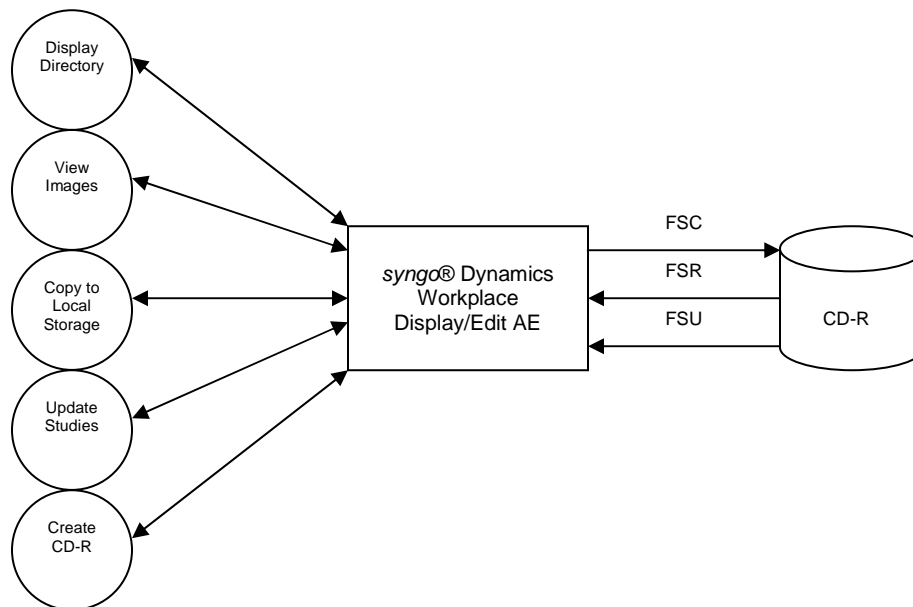 Display
Directory
View
Images
Copy to
Local
Storage
Update
Studies
Create
CD-R
syngo® Dynamics
Workplace
Display/Edit AE
FSC
FSR
FSU
CD-R